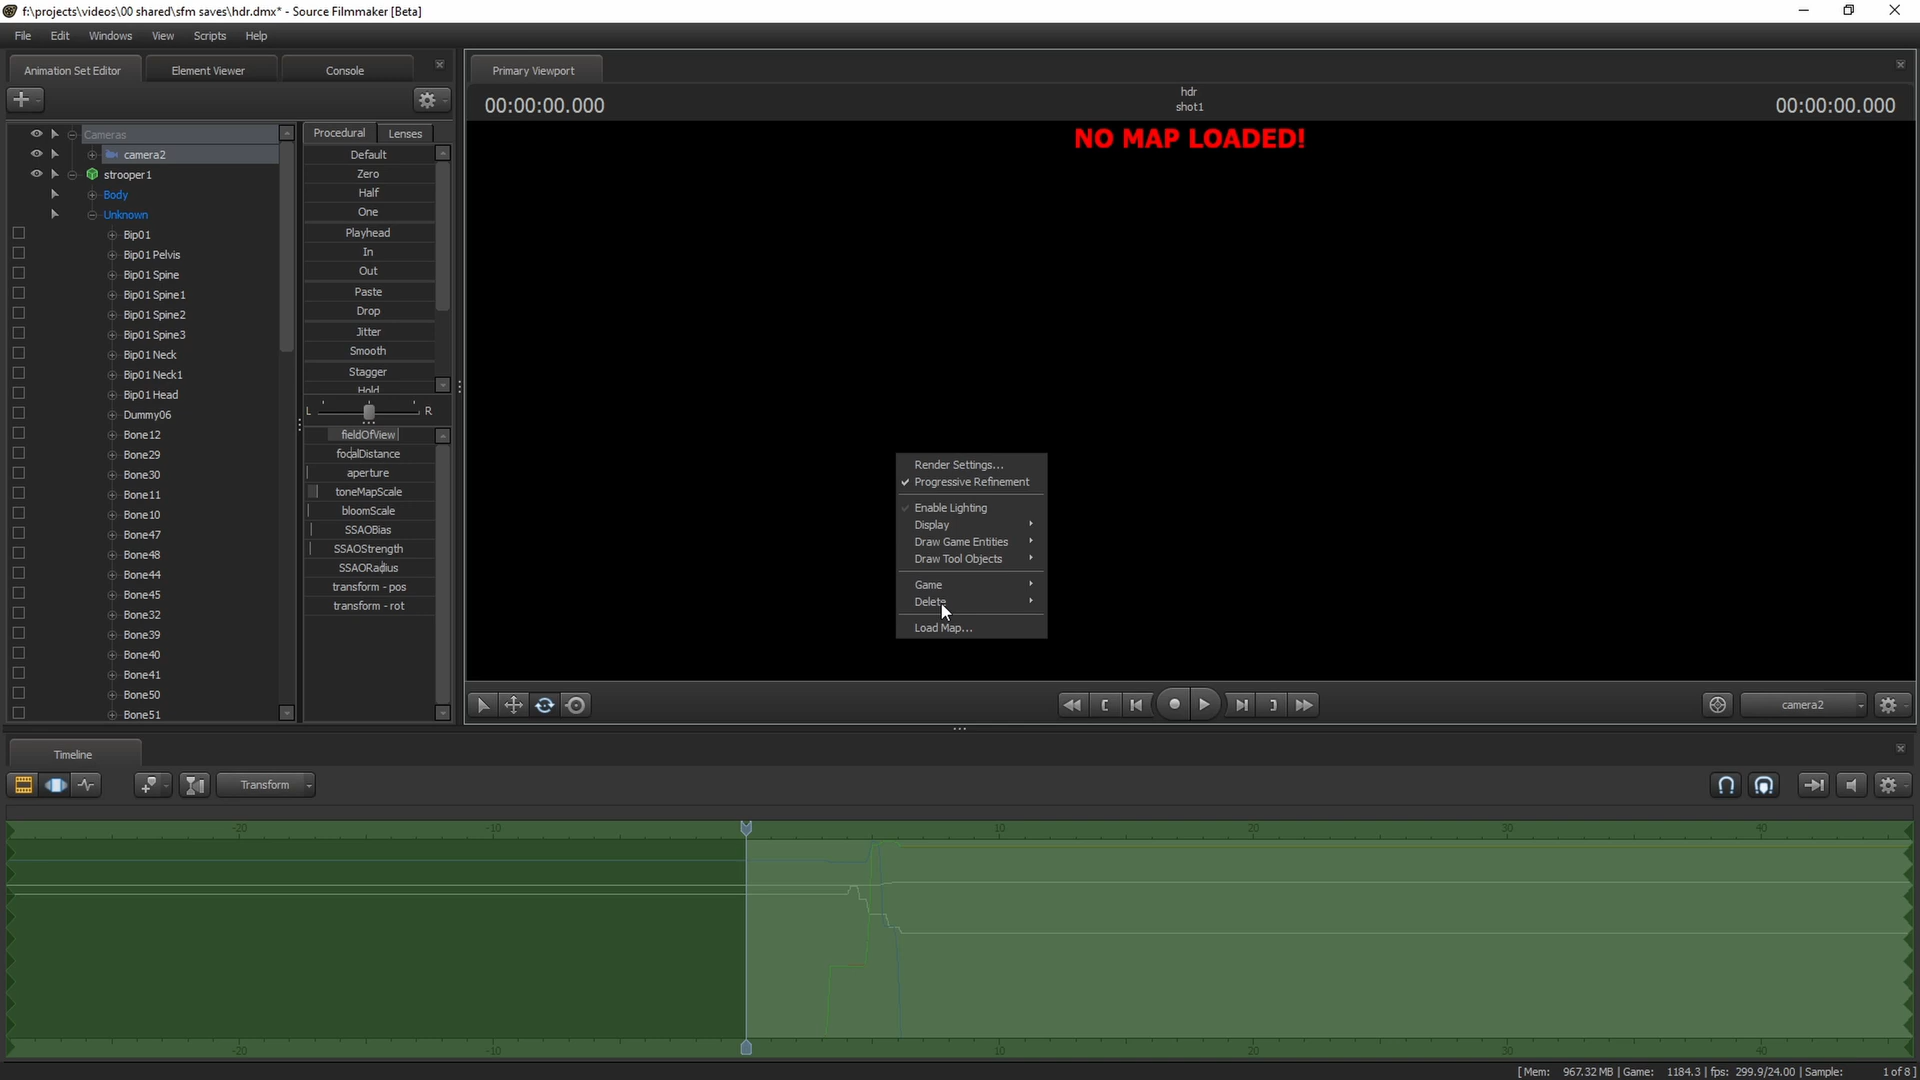 f:\projects\videos\00 shared\sfm saves\hdr.dmx* - Source Filmmaker [Beta]
File Edit Windows View Scripts Help
Animation Set Editor Element Viewer Console
Primary Viewport
00:00:00.000
hdr
shot1
00:00:00.000
NO MAP LOADED!
Cameras
camera2
strooper1
Body
Unknown
Bip01
Bip01 Pelvis
Bip01 Spine
Bip01 Spine1
Bip01 Spine2
Bip01 Spine3
Bip01 Neck
Bip01 Neck1
Bip01 Head
Dummy06
Bone12
Bone29
Bone30
Bone11
Bone10
Bone47
Bone48
Bone44
Bone45
Bone32
Bone39
Bone40
Bone41
Bone50
Bone51
Procedural Lenses
Default
Zero
Half
One
Playhead
In
Out
Paste
Drop
Jitter
Smooth
Stagger
Hold
L R
fieldOfView
focalDistance
aperture
toneMapScale
bloomScale
SSAOBias
SSAOStrength
SSAORadius
transform - pos
transform - rot
Render Settings...
Progressive Refinement
Enable Lighting
Display
Draw Game Entities
Draw Tool Objects
Game
Delete
Load Map...
camera2
Timeline
Transform
-20 -10 10 20 30 40
-20 -10 10 20 30 40
[ Mem: 967.32 MB | Game: 1184.3 | fps: 299.9/24.00 | Sample: 1 of 8 ]